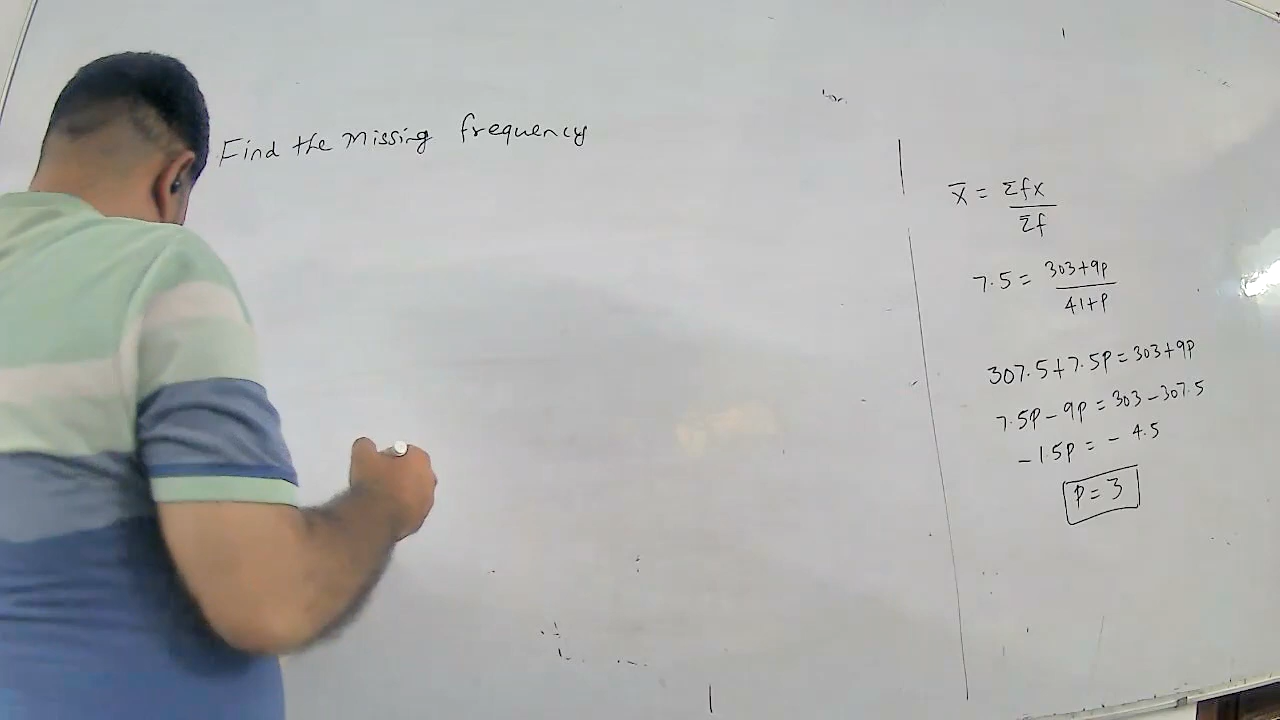 Find the Missing frequency
x̄ = Σfx / Σf
7.5 = 303+9p / 41+p
307.5+7.5p = 303+9p
7.5p - 9p = 303 - 307.5
-1.5p = - 4.5
p = 3